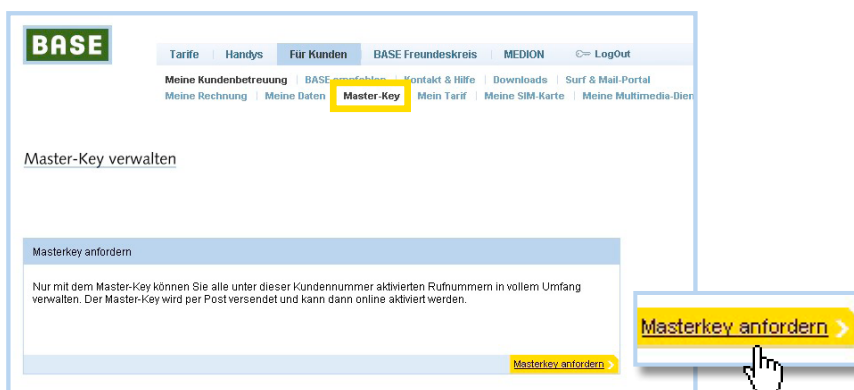 BASE
Tarife Handys Für Kunden BASE Freundeskreis MEDION LogOut
Meine Kundenbetreuung BASE empfehlen Kontakt & Hilfe Downloads Surf & Mail-Portal
Meine Rechnung Meine Daten Master-Key Mein Tarif Meine SIM-Karte Meine Multimedia-Dien
Master-Key verwalten
Masterkey anfordern
Nur mit dem Master-Key können Sie alle unter dieser Kundennummer aktivierten Rufnummern in vollem Umfang
verwalten. Der Master-Key wird per Post versendet und kann dann online aktiviert werden.
Masterkey anfordern
Masterkey anfordern